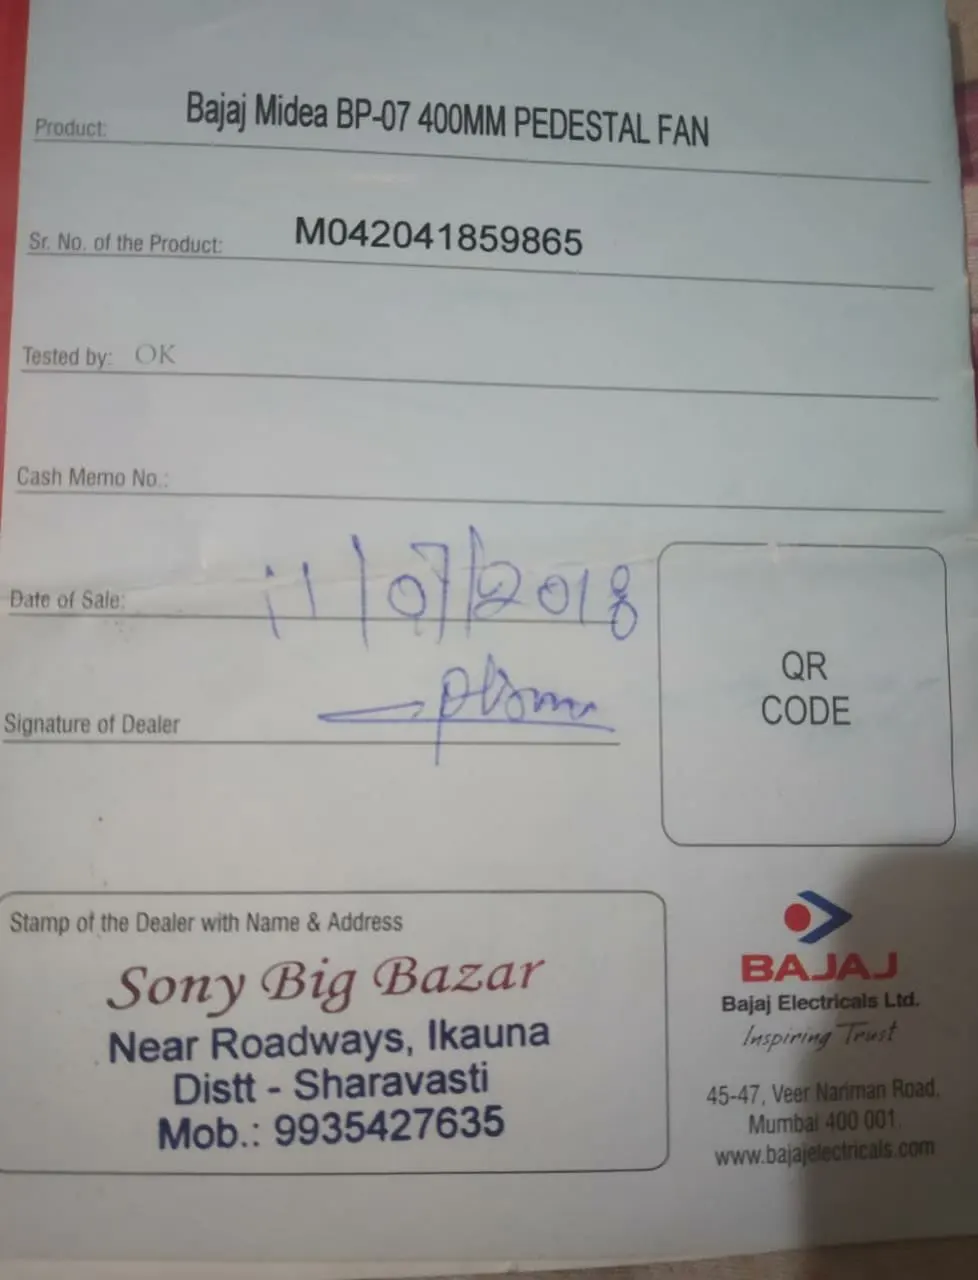 Product: Bajaj Midea BP-07 400MM PEDESTAL FAN
Sr. No. of the Product: M042041859865
Tested by: OK
Cash Memo No.:
Date of Sale: 11/07/2018
Signature of Dealer
QR
CODE
Stamp of the Dealer with Name & Address
Sony Big Bazar
Near Roadways, Ikauna
Distt - Sharavasti
Mob.: 9935427635
BAJAJ
Bajaj Electricals Ltd.
Inspiring Trust
45-47, Veer Nariman Road,
Mumbai 400 001.
www.bajajelectricals.com